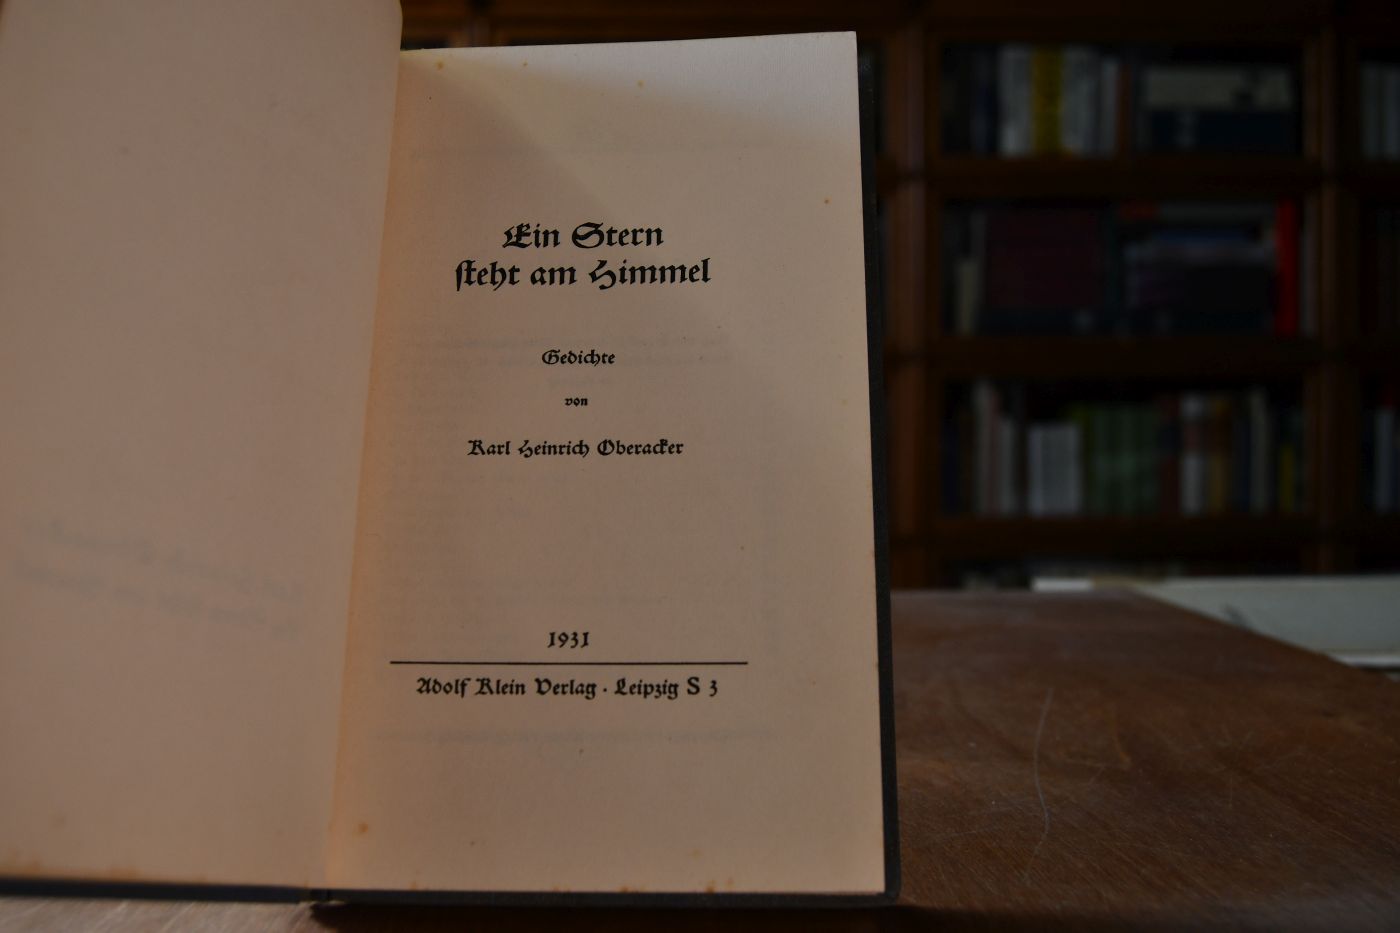 Ein Stern
ſteht am Himmel
Gedichte
von
Karl Heinrich Oberacker
1931
Adolf Klein Verlag · Leipzig S 3